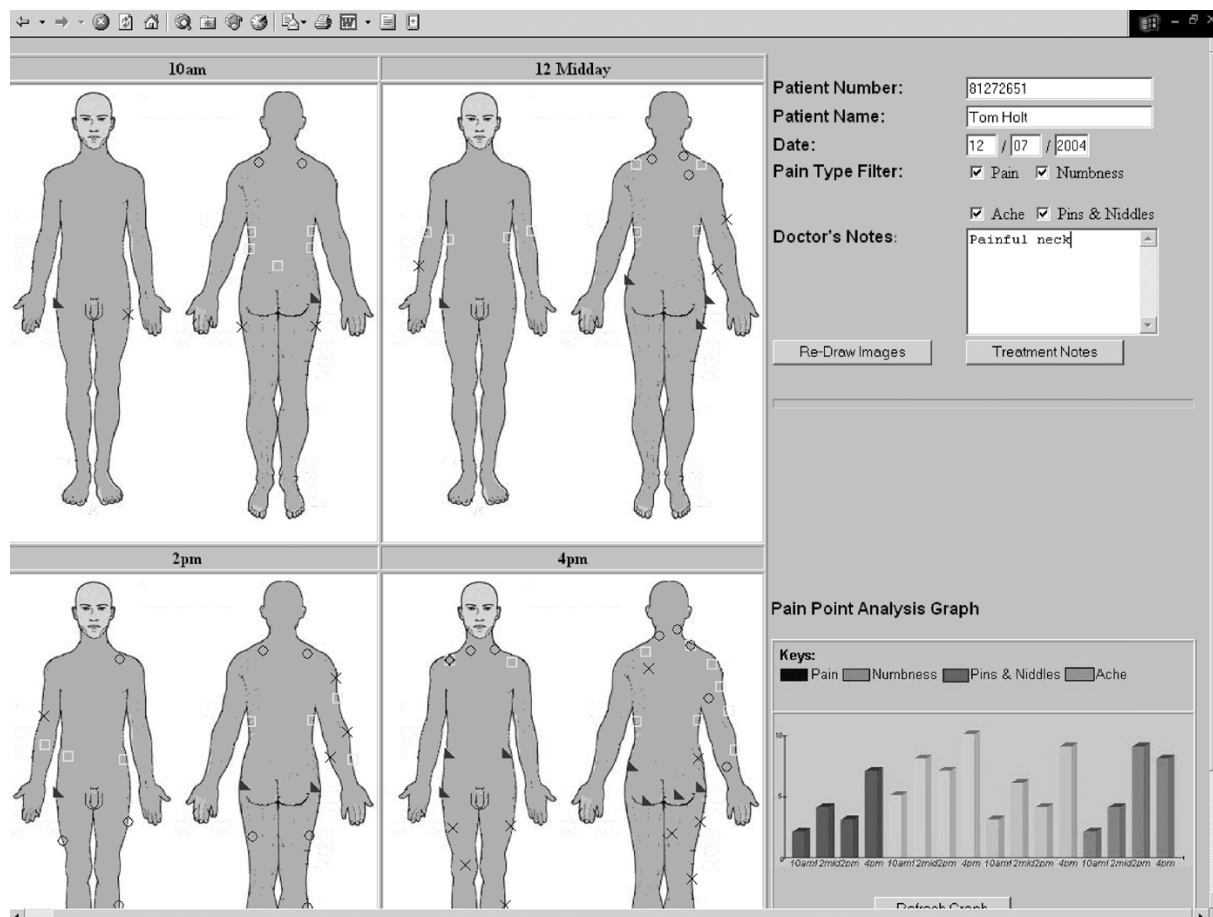 10am
12 Midday
Patient Number: 81272651
Patient Name: Tom Holt
Date: 12 / 07 / 2004
Pain Type Filter: Pain Numbness
Ache Pins & Niddles
Doctor's Notes: Painful neck
Re-Draw Images Treatment Notes
2pm
4pm
Pain Point Analysis Graph
Keys:
Pain Numbness Pins & Niddles Ache
10
5
0
10am 12mid 2pm 4pm 10am 12mid 2pm 4pm 10am 12mid 2pm 4pm 10am 12mid 2pm 4pm
Refresh Graph